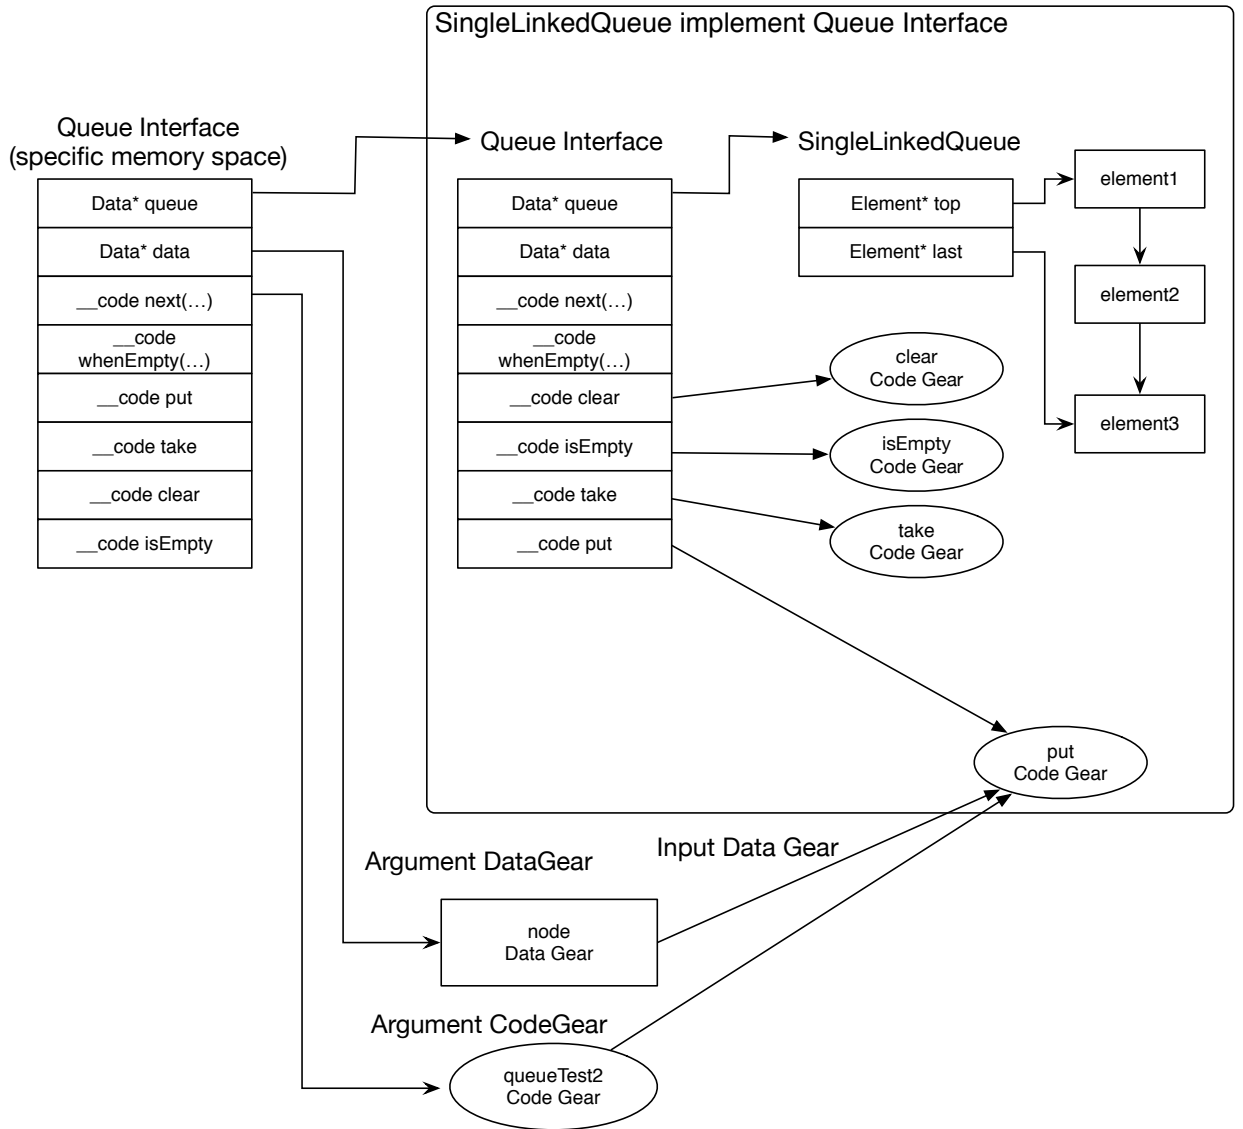 SingleLinkedQueue implement Queue Interface
Queue Interface
(specific memory space)
Data* queue
Data* data
__code next(…)
__code
whenEmpty(…)
__code put
__code take
__code clear
__code isEmpty
Queue Interface
Data* queue
Data* data
__code next(…)
__code
whenEmpty(…)
__code clear
__code isEmpty
__code take
__code put
SingleLinkedQueue
Element* top
Element* last
element1
element2
element3
clear
Code Gear
isEmpty
Code Gear
take
Code Gear
put
Code Gear
Input Data Gear
Argument DataGear
node
Data Gear
Argument CodeGear
queueTest2
Code Gear